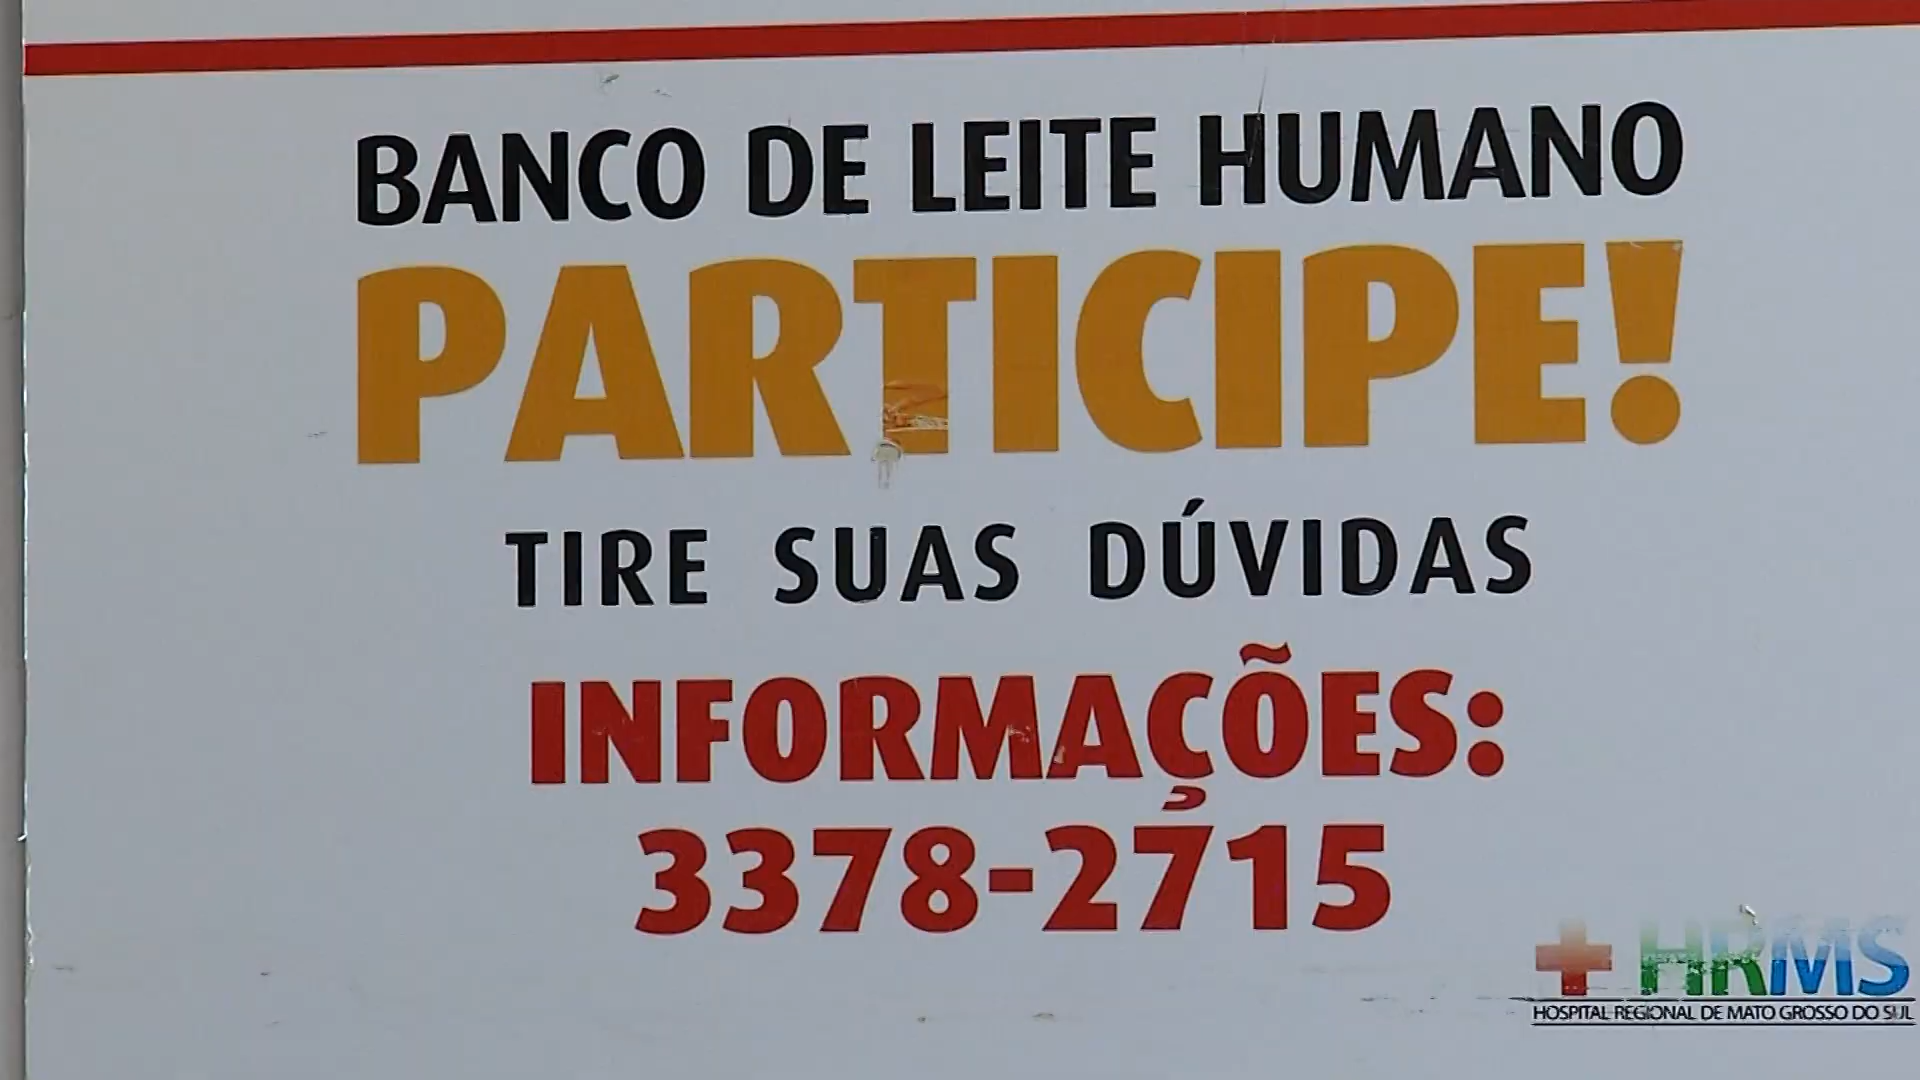 BANCO DE LEITE HUMANO
PARTICIPE!
TIRE SUAS DÚVIDAS
INFORMAÇÕES:
3378-2715
HRMS
HOSPITAL REGIONAL DE MATO GROSSO DO SUL